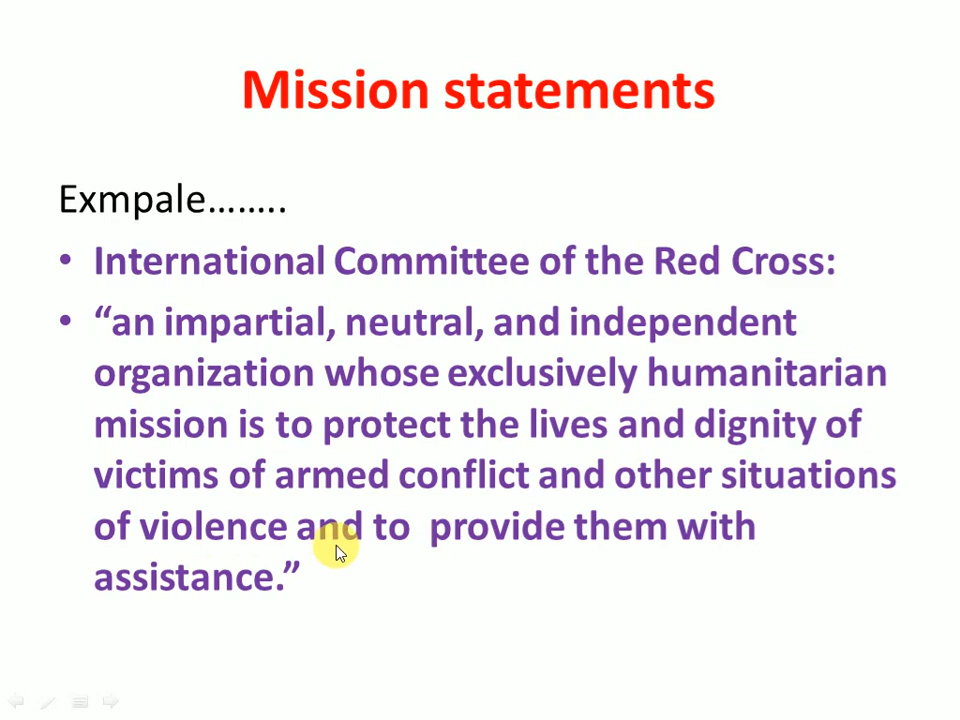 Mission statements
Exmpale........
• International Committee of the Red Cross:
• “an impartial, neutral, and independent
organization whose exclusively humanitarian
mission is to protect the lives and dignity of
victims of armed conflict and other situations
of violence and to  provide them with
assistance.”